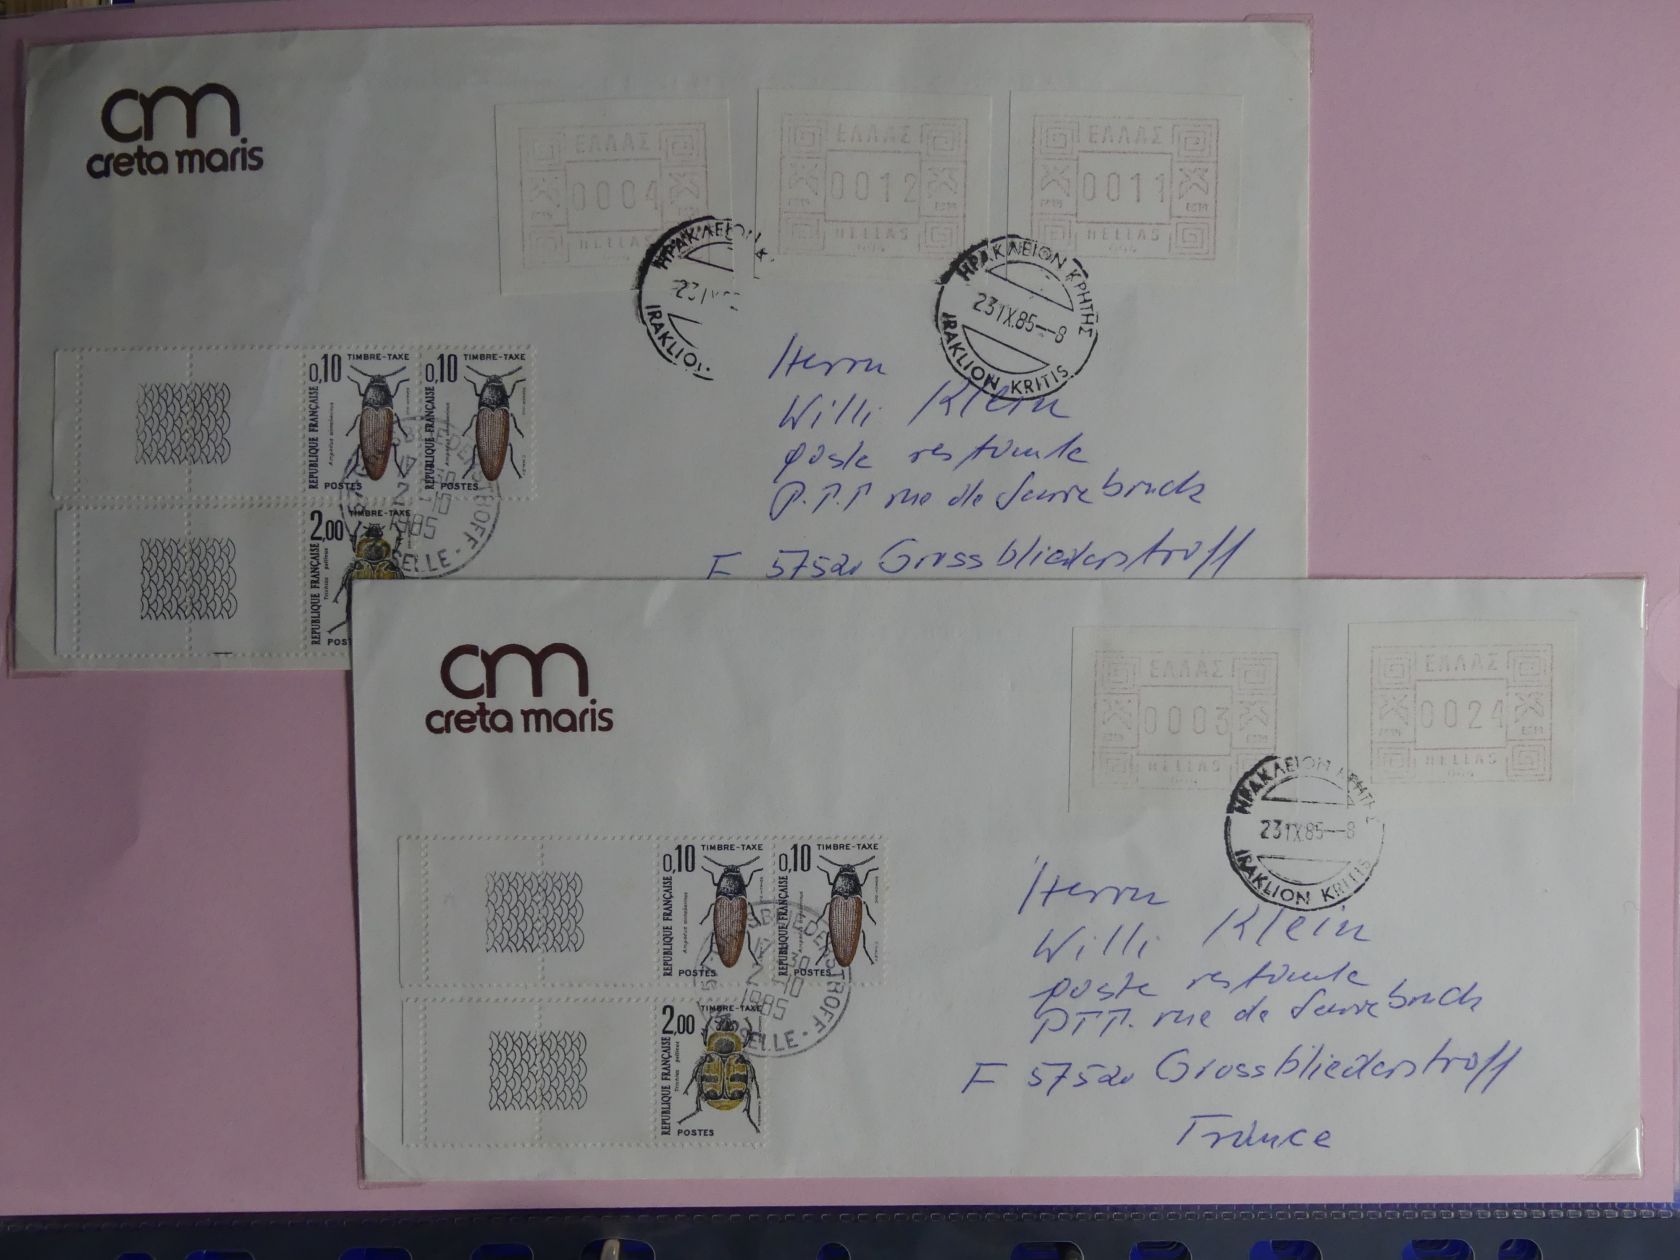 cm
creta maris
ΕΛΛΑΣ
0004
HELLAS
ΕΛΛΑΣ
0012
HELLAS
ΕΛΛΑΣ
0011
HELLAS
ΗΡΑΚΛΕΙΟΝ Κ
23 IX
IRAKLION
ΗΡΑΚΛΕΙΟΝ ΚΡΗΤΗΣ
23 IX.85--8
IRAKLION KRITIS
0,10 TIMBRE-TAXE
REPUBLIQUE FRANÇAISE
POSTES
0,10 TIMBRE-TAXE
REPUBLIQUE FRANÇAISE
POSTES
2,00 TIMBRE-TAXE
REPUBLIQUE FRANÇAISE
POST
1985
Herrn
Willi Klein
poste restante
P.T.T rue de Sarrebruck
F 57520 Grossbliederstroff
cm
creta maris
ΕΛΛΑΣ
0003
HELLAS
ΕΛΛΑΣ
0024
HELLAS
ΗΡΑΚΛΕΙΟΝ ΚΡΗΤΗΣ
23 IX.85--8
IRAKLION KRITIS
0,10 TIMBRE-TAXE
REPUBLIQUE FRANÇAISE
POSTES
0,10 TIMBRE-TAXE
REPUBLIQUE FRANÇAISE
POSTES
2,00 TIMBRE-TAXE
REPUBLIQUE FRANÇAISE
POSTES
1985
Herrn
Willi Klein
poste restante
PTT. rue de Sarrebruck
F 57520 Grossbliederstroff
France